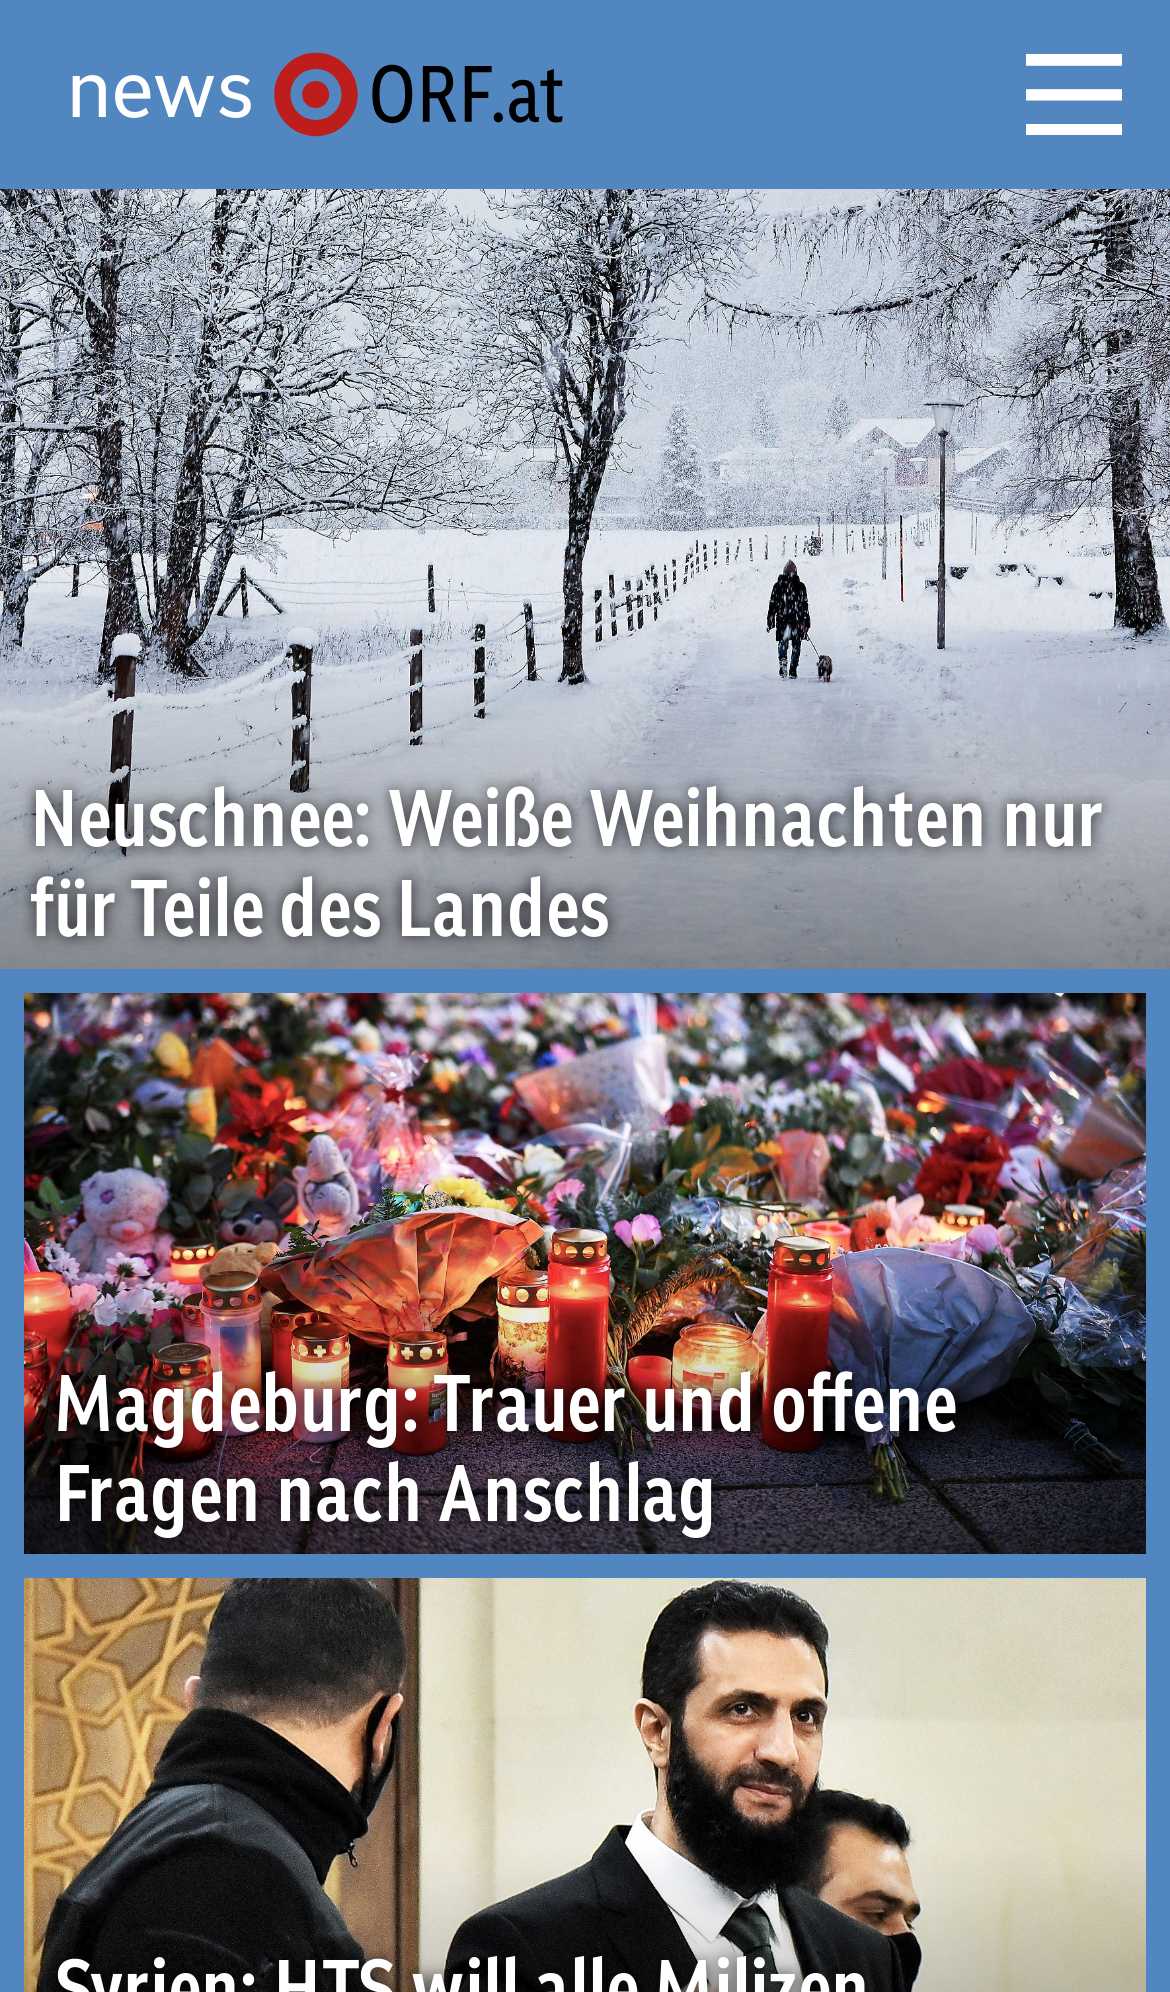 news ORF.at
Neuschnee: Weiße Weihnachten nur
für Teile des Landes
Magdeburg: Trauer und offene
Fragen nach Anschlag
Syrien: HTS will alle Milizen